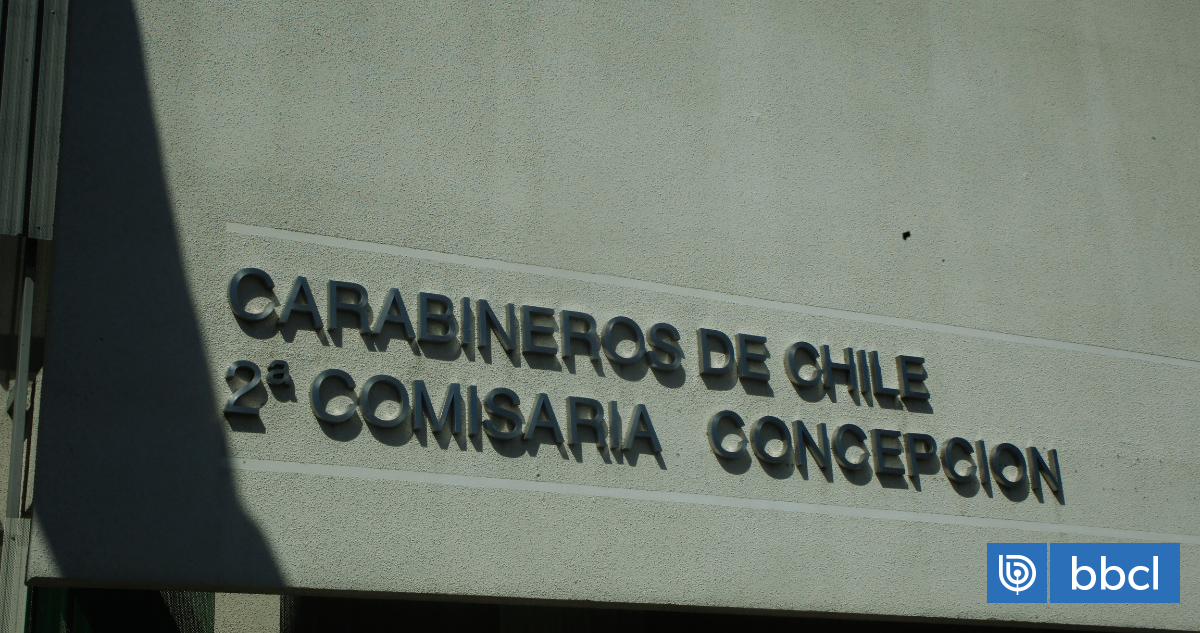 CARABINEROS DE CHILE
2ª COMISARIA CONCEPCION
bbcl